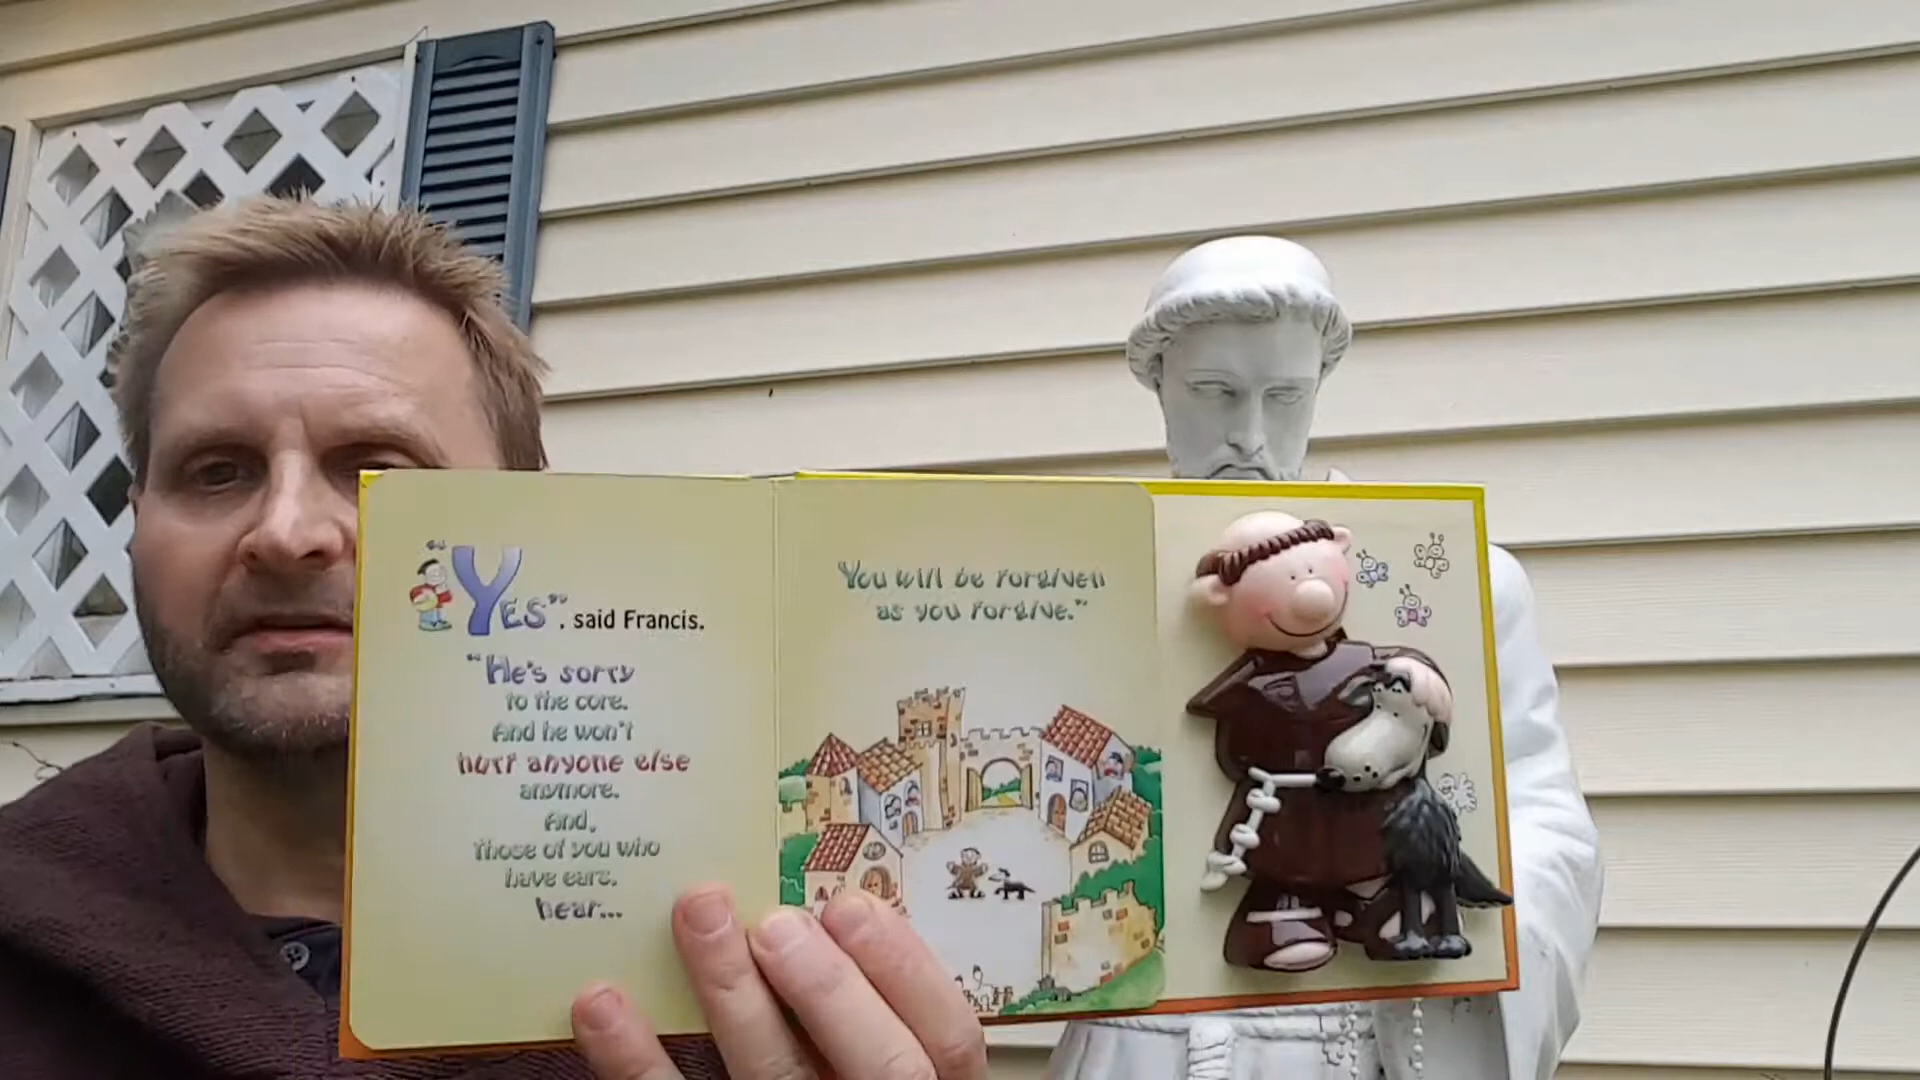 "YES", said Francis.
"He's sorry
to the core.
And he won't
hurt anyone else
anymore.
And,
those of you who
have ears,
hear...
You will be forgiven
as you forgive."